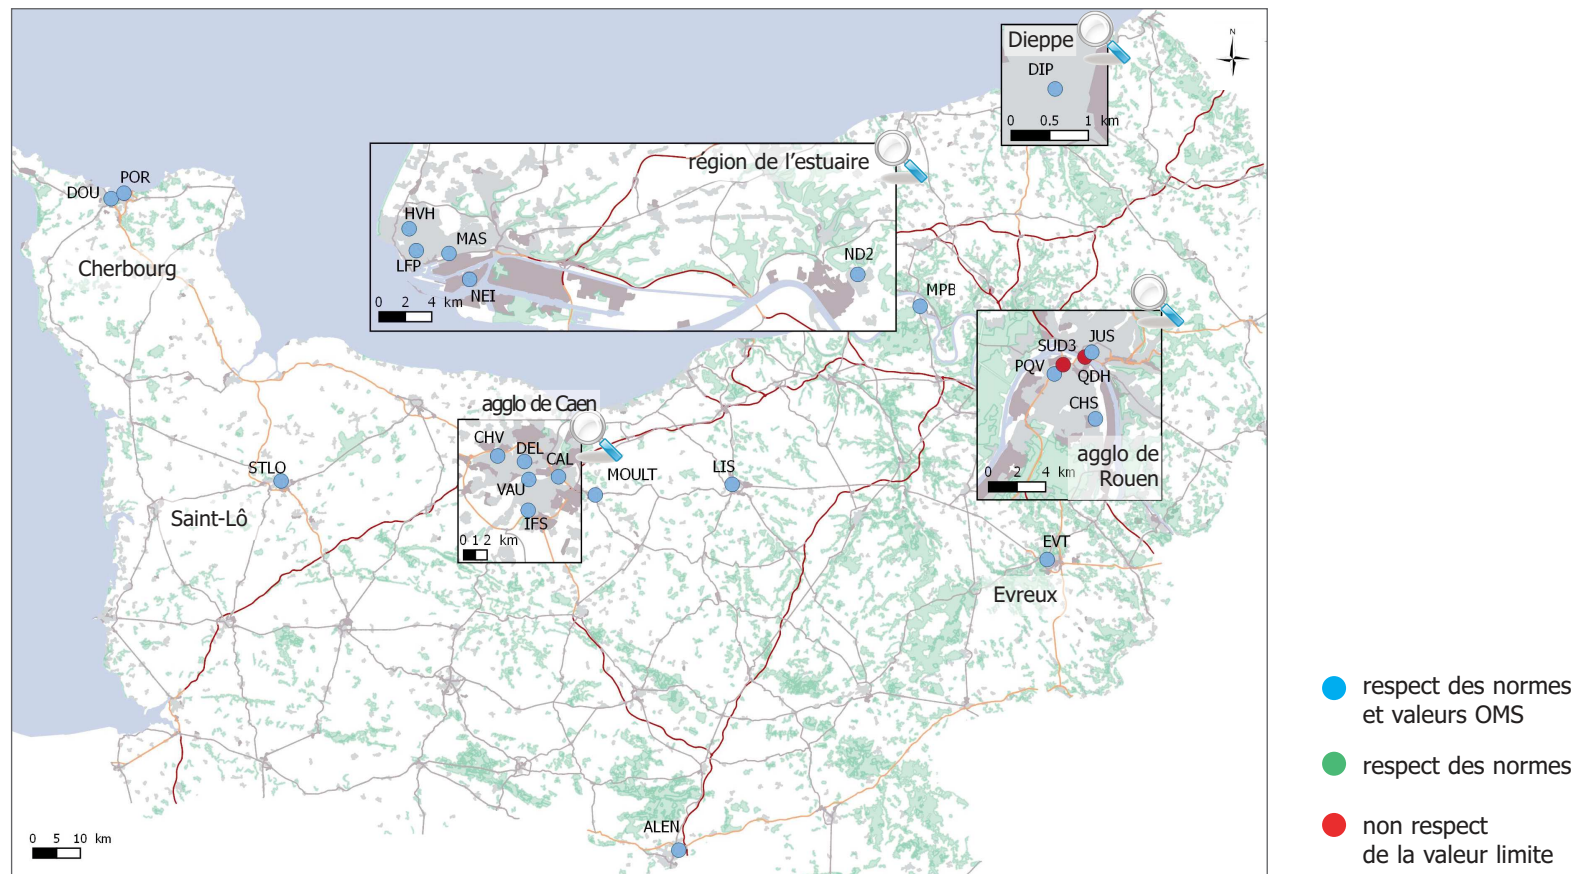 Dieppe
DIP
0 0.5 1 km
N
région de l'estuaire
HVH
MAS
LFP
NEI
ND2
0 2 4 km
POR
DOU
Cherbourg
MPB
JUS
SUD3
PQV
QDH
CHS
0 2 4 km
agglo de
Rouen
agglo de Caen
CHV
DEL
CAL
VAU
IFS
0 1 2 km
MOULT
LIS
STLO
Saint-Lô
EVT
Evreux
ALEN
0 5 10 km
respect des normes
et valeurs OMS
respect des normes
non respect
de la valeur limite